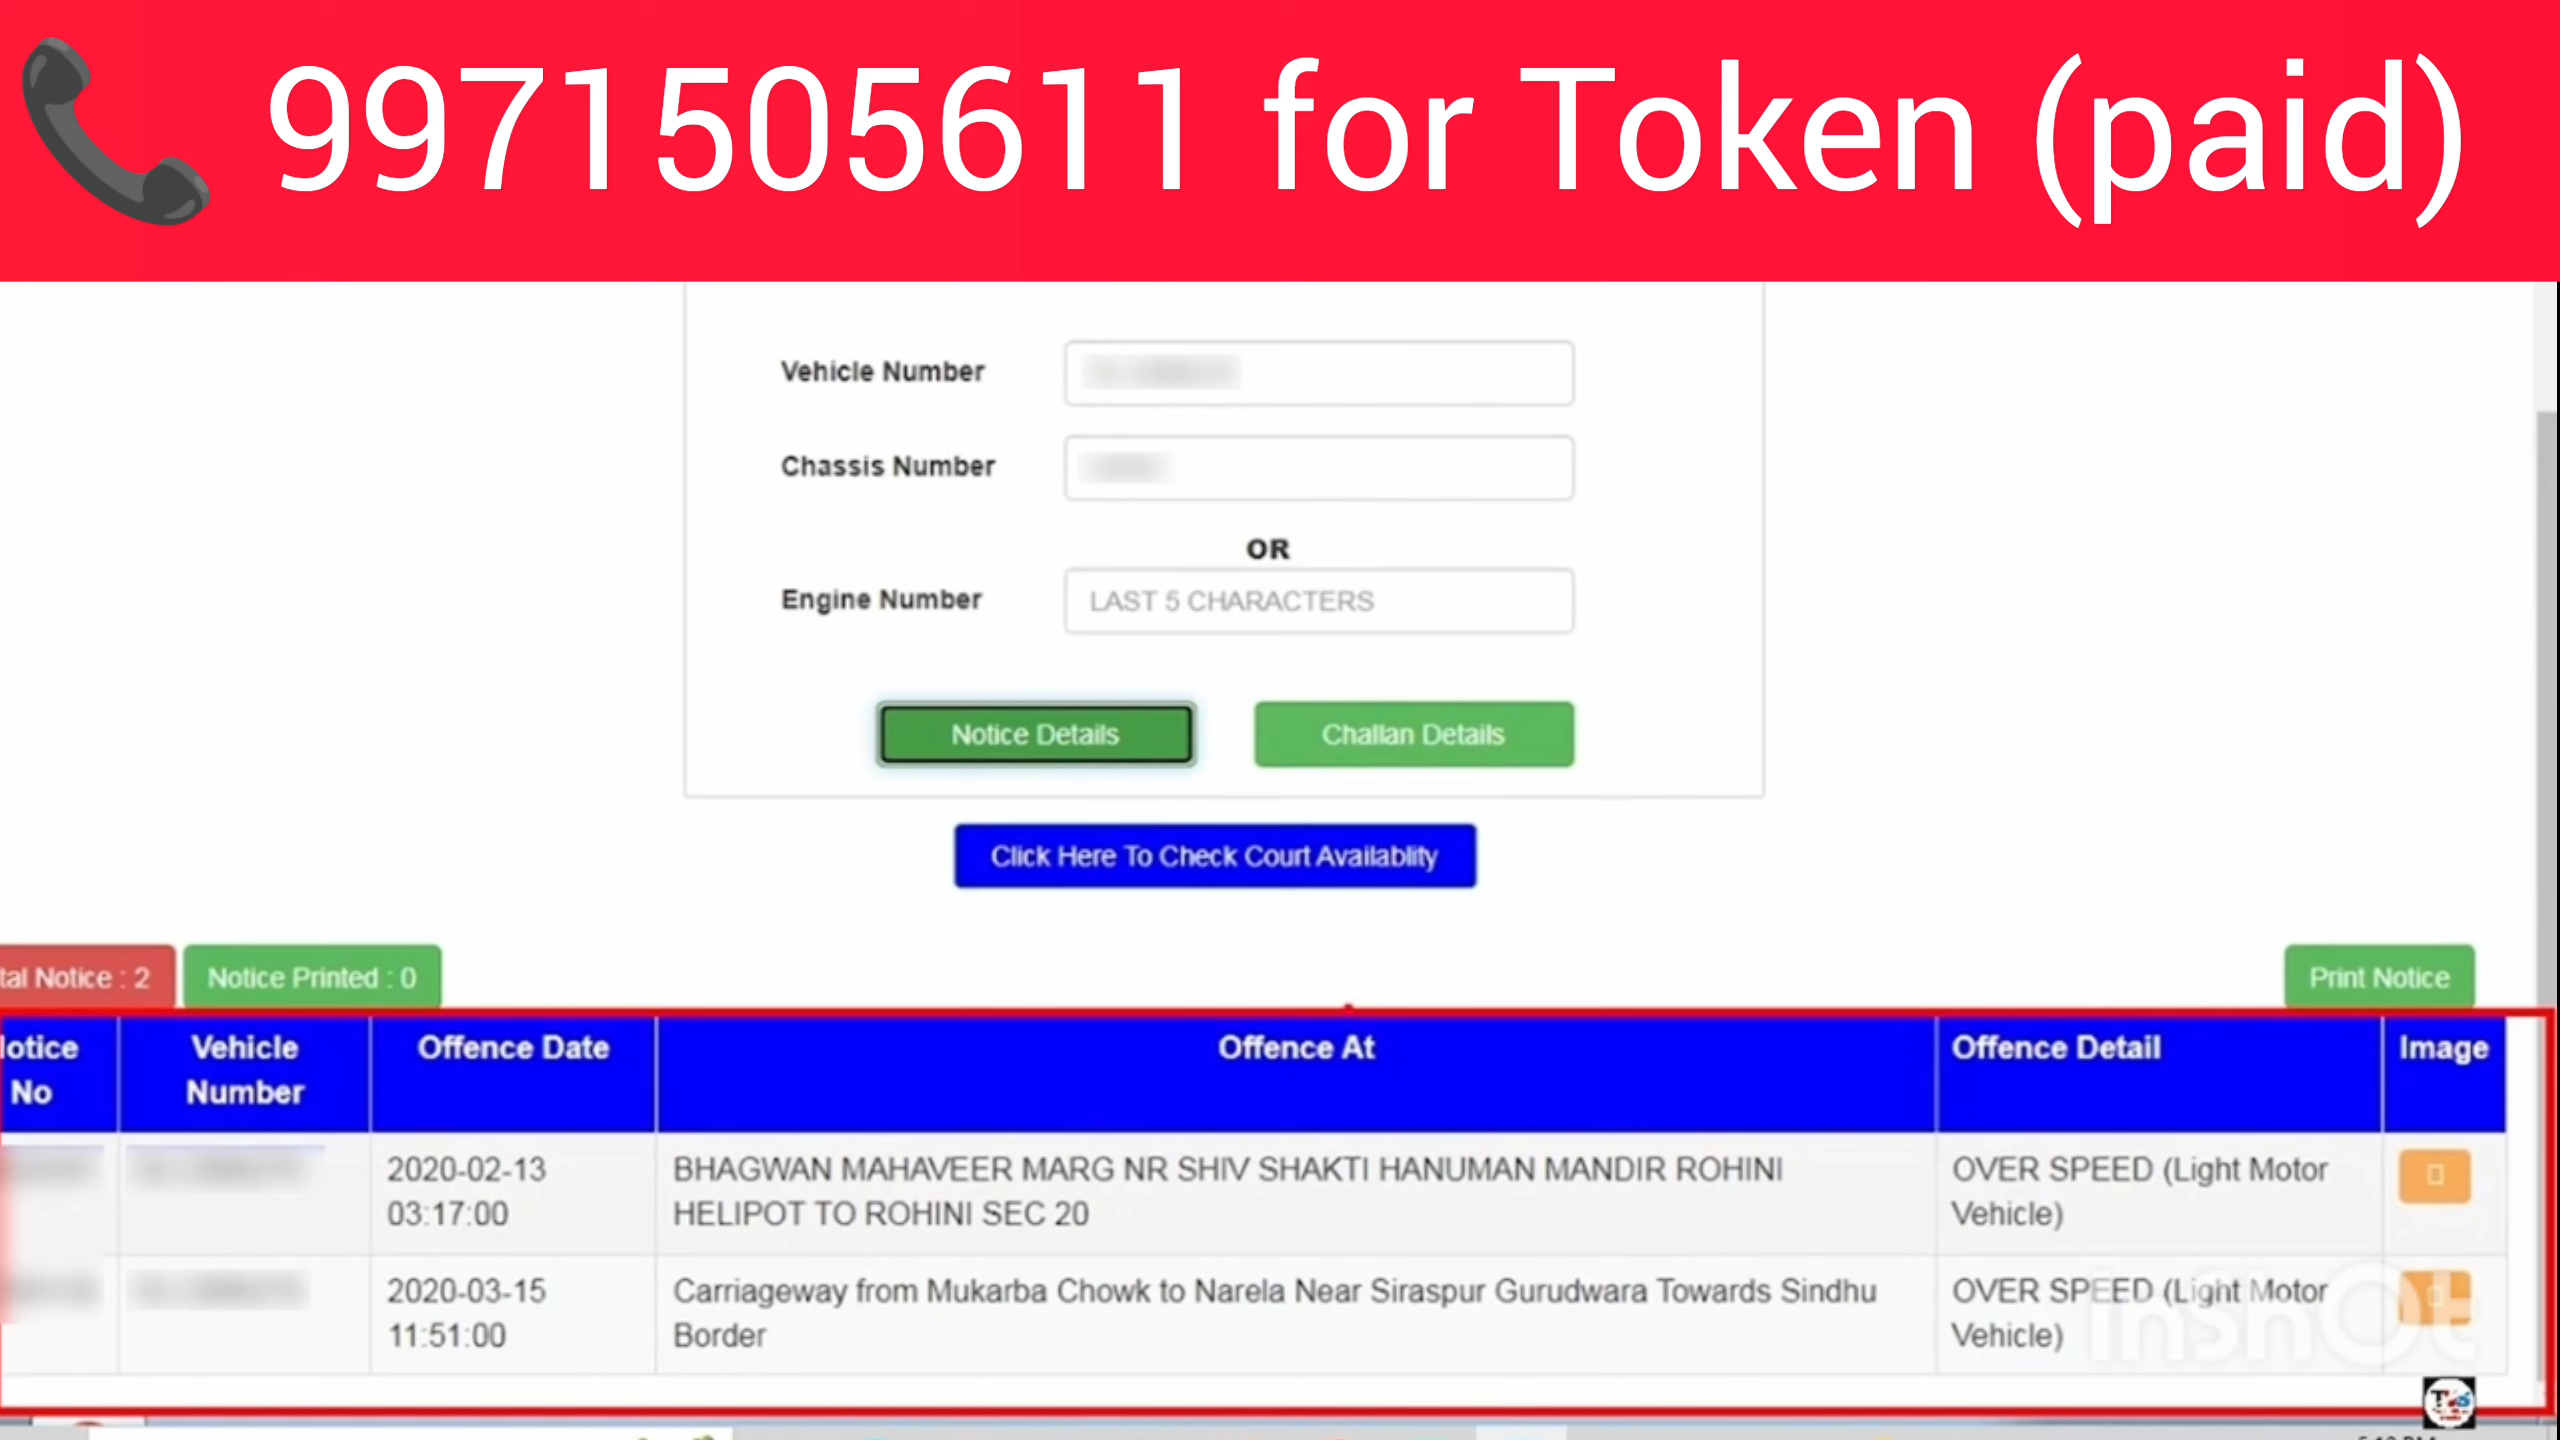 9971505611 for Token (paid)
Vehicle Number
Chassis Number
OR
Engine Number LAST 5 CHARACTERS
Notice Details Challan Details
Click Here To Check Court Availablity
tal Notice : 2 Notice Printed : 0 Print Notice
otice No Vehicle Number Offence Date Offence At Offence Detail Image
2020-02-13 BHAGWAN MAHAVEER MARG NR SHIV SHAKTI HANUMAN MANDIR ROHINI OVER SPEED (Light Motor
03:17:00 HELIPOT TO ROHINI SEC 20 Vehicle)
2020-03-15 Carriageway from Mukarba Chowk to Narela Near Siraspur Gurudwara Towards Sindhu OVER SPEED (Light Motor
11:51:00 Border Vehicle)
InShOt